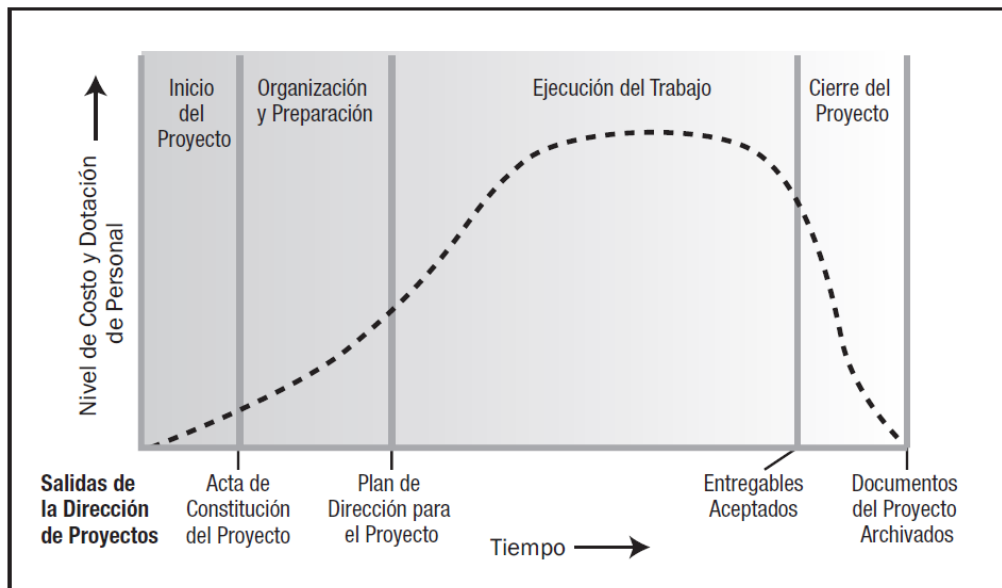 Nivel de Costo y Dotación
de Personal
Inicio
del
Proyecto
Organización
y Preparación
Ejecución del Trabajo
Cierre del
Proyecto
Salidas de
la Dirección
de Proyectos
Acta de
Constitución
del Proyecto
Plan de
Dirección para
el Proyecto
Tiempo
Entregables
Aceptados
Documentos
del Proyecto
Archivados